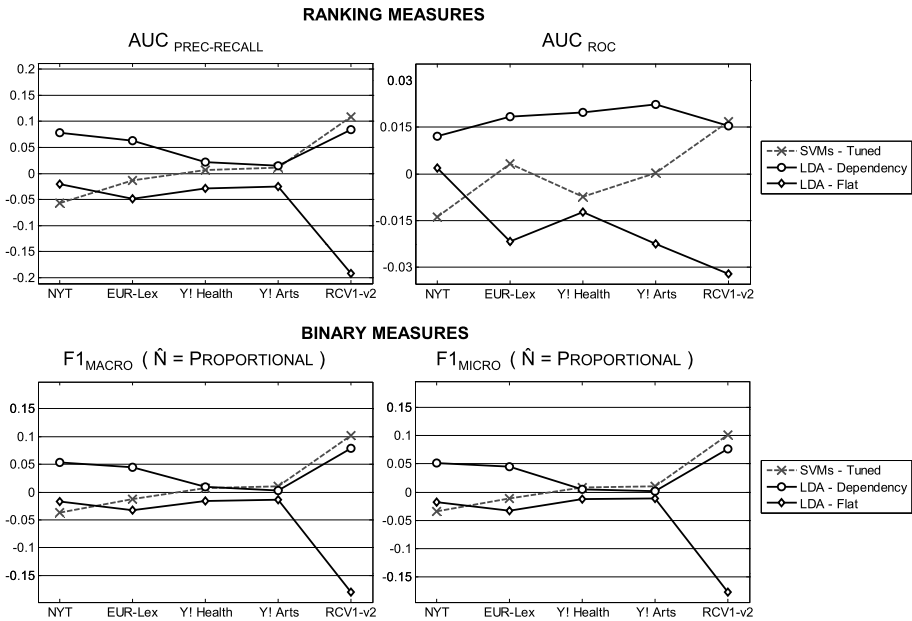 RANKING MEASURES
AUC PREC-RECALL
AUC ROC
0.2
0.15
0.1
0.05
0
-0.05
-0.1
-0.15
-0.2
NYT EUR-Lex Y! Health Y! Arts RCV1-v2
0.03
0.015
0
-0.015
-0.03
NYT EUR-Lex Y! Health Y! Arts RCV1-v2
SVMs - Tuned
LDA - Dependency
LDA - Flat
BINARY MEASURES
F1MACRO ( N̂ = PROPORTIONAL )
F1MICRO ( N̂ = PROPORTIONAL )
0.15
0.1
0.05
0
-0.05
-0.1
-0.15
NYT EUR-Lex Y! Health Y! Arts RCV1-v2
0.15
0.1
0.05
0
-0.05
-0.1
-0.15
NYT EUR-Lex Y! Health Y! Arts RCV1-v2
SVMs - Tuned
LDA - Dependency
LDA - Flat